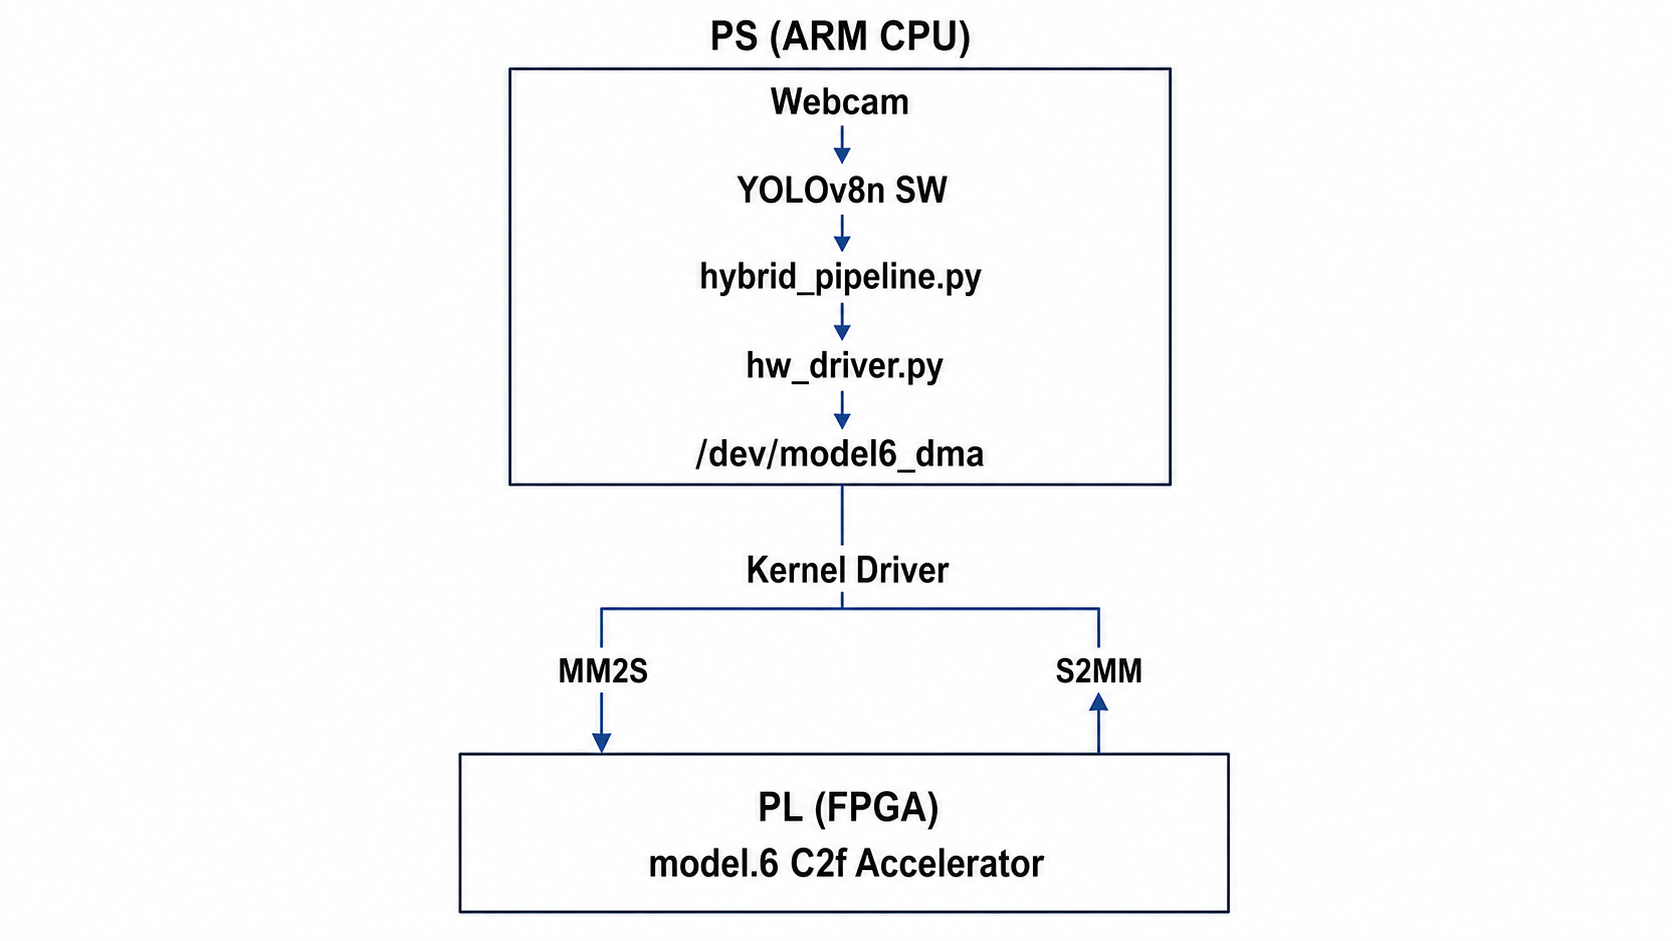 PS (ARM CPU)
Webcam
YOLOv8n SW
hybrid_pipeline.py
hw_driver.py
/dev/model6_dma
Kernel Driver
MM2S
S2MM
PL (FPGA)
model.6 C2f Accelerator